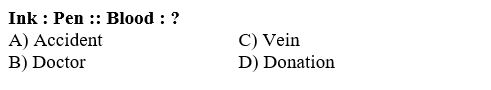 Ink : Pen :: Blood : ?
A) Accident C) Vein
B) Doctor D) Donation